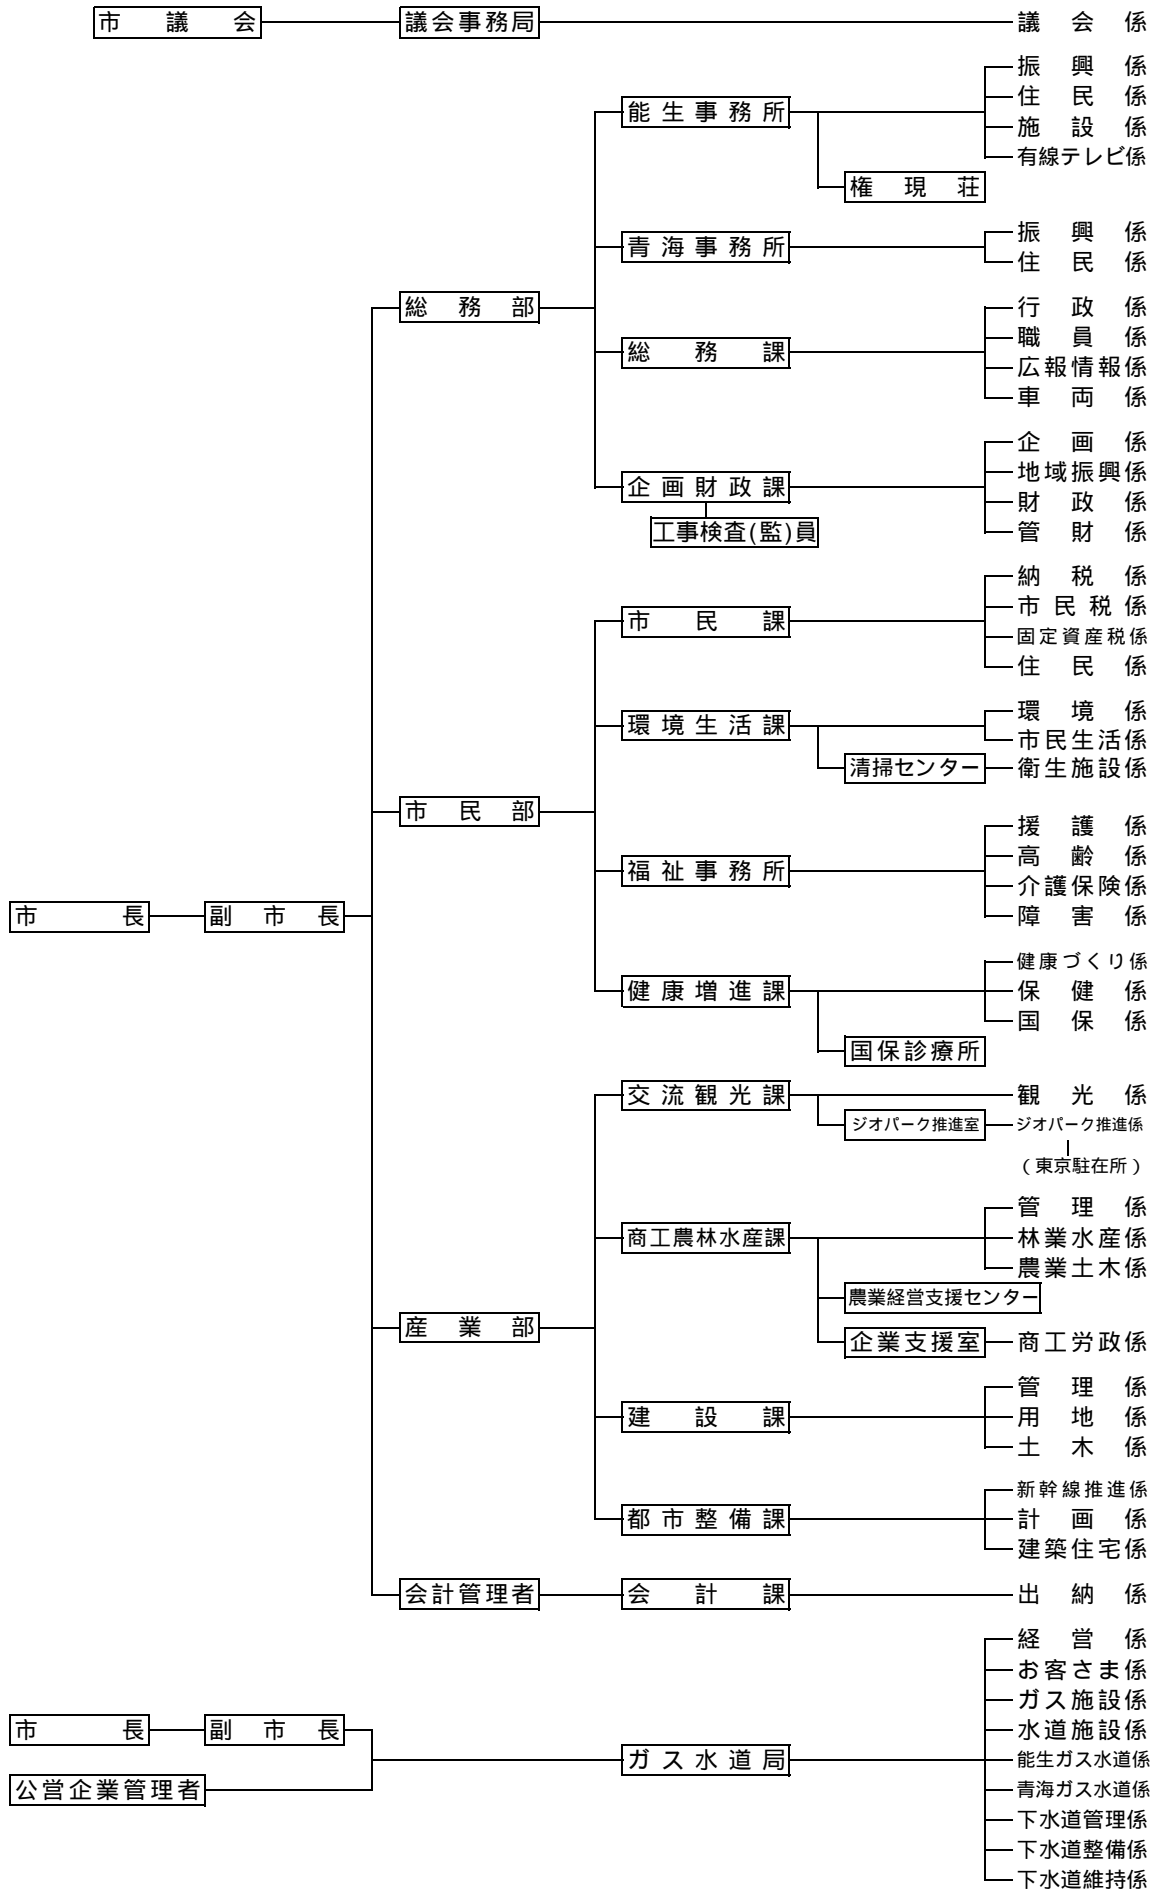 市議会 議会事務局 議会係
振興係
住民係
能生事務所
施設係
有線テレビ係
権現荘
振興係
青海事務所
住民係
総務部
行政係
職員係
総務課
広報情報係
車両係
企画係
地域振興係
企画財政課
財政係
工事検査(監)員
管財係
納税係
市民税係
市民課
固定資産税係
住民係
環境係
環境生活課
市民生活係
清掃センター 衛生施設係
市民部
援護係
高齢係
福祉事務所
介護保険係
障害係
市長 副市長
健康づくり係
健康増進課 保健係
国保係
国保診療所
交流観光課 観光係
ジオパーク推進室 ジオパーク推進係
(東京駐在所)
管理係
商工農林水産課 林業水産係
農業土木係
農業経営支援センター
産業部
企業支援室 商工労政係
管理係
建設課 用地係
土木係
新幹線推進係
都市整備課 計画係
建築住宅係
会計管理者 会計課 出納係
経営係
お客さま係
ガス施設係
市長 副市長 水道施設係
ガス水道局 能生ガス水道係
公営企業管理者 青海ガス水道係
下水道管理係
下水道整備係
下水道維持係